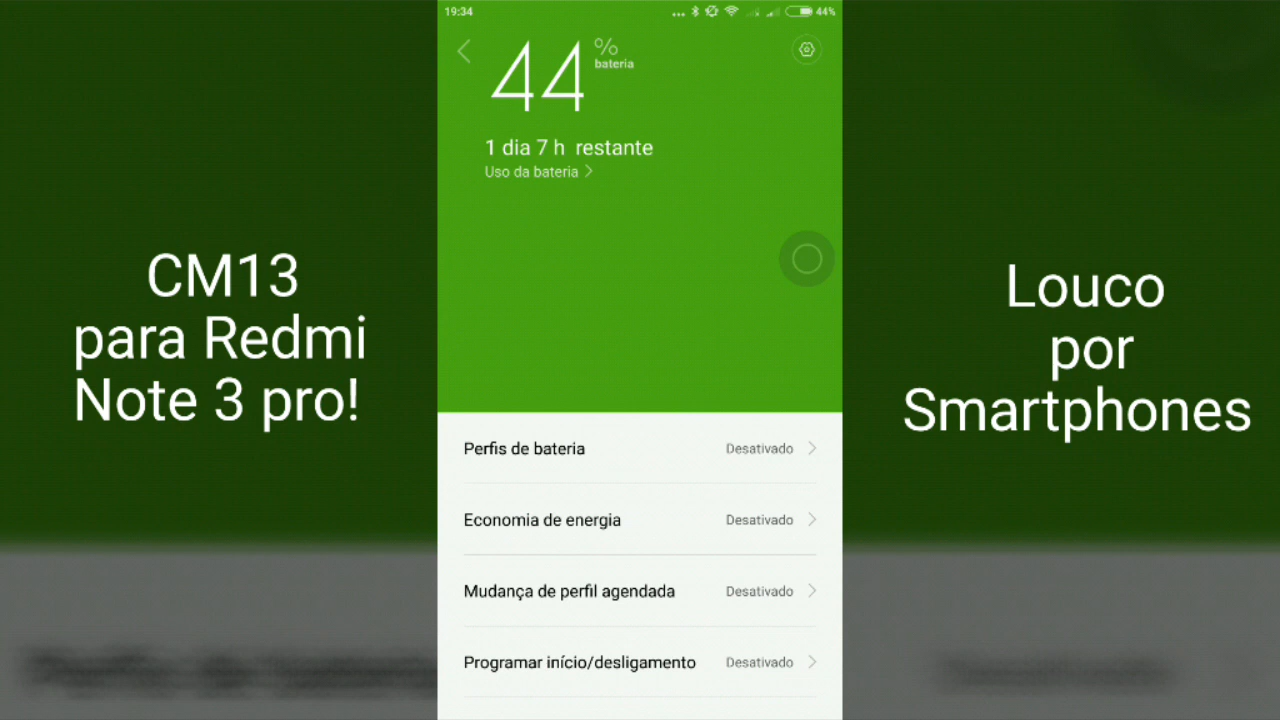 19:34
44%
44 %
bateria
1 dia 7 h restante
Uso da bateria
CM13
para Redmi
Note 3 pro!
Louco
por
Smartphones
Perfis de bateria Desativado
Economia de energia Desativado
Mudança de perfil agendada Desativado
Programar início/desligamento Desativado